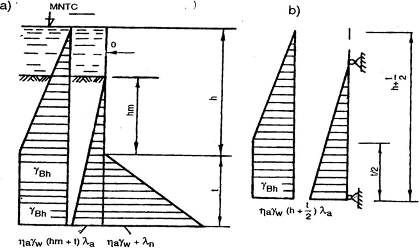 a)
MNTC
)
b)
o
hm
h
t
γBh
γBh
ηaγw (hm + t) λa
ηaγw + λn
h+t/2
t/2
γBh
ηaγw (h + t/2) λa